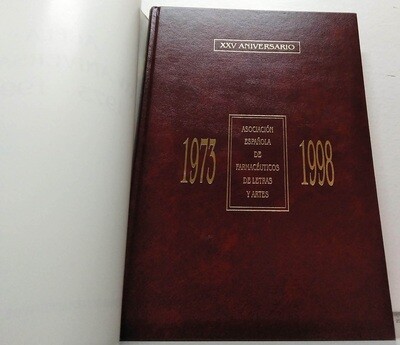 XXV ANIVERSARIO
1973
ASOCIACIÓN
ESPAÑOLA
DE
FARMACÉUTICOS
DE LETRAS
Y ARTES
1998